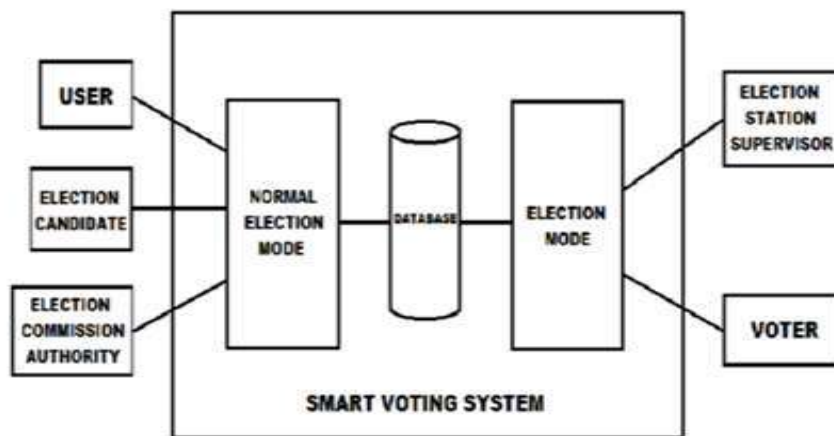 USER
ELECTION
CANDIDATE
ELECTION
COMMISSION
AUTHORITY
NORMAL
ELECTION
MODE
DATABASE
ELECTION
MODE
ELECTION
STATION
SUPERVISOR
VOTER
SMART VOTING SYSTEM